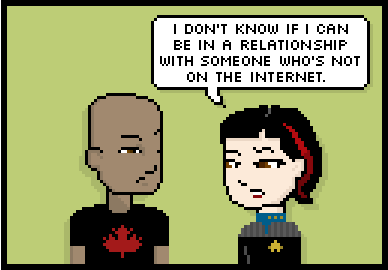 I DON'T KNOW IF I CAN
BE IN A RELATIONSHIP
WITH SOMEONE WHO'S NOT
ON THE INTERNET.